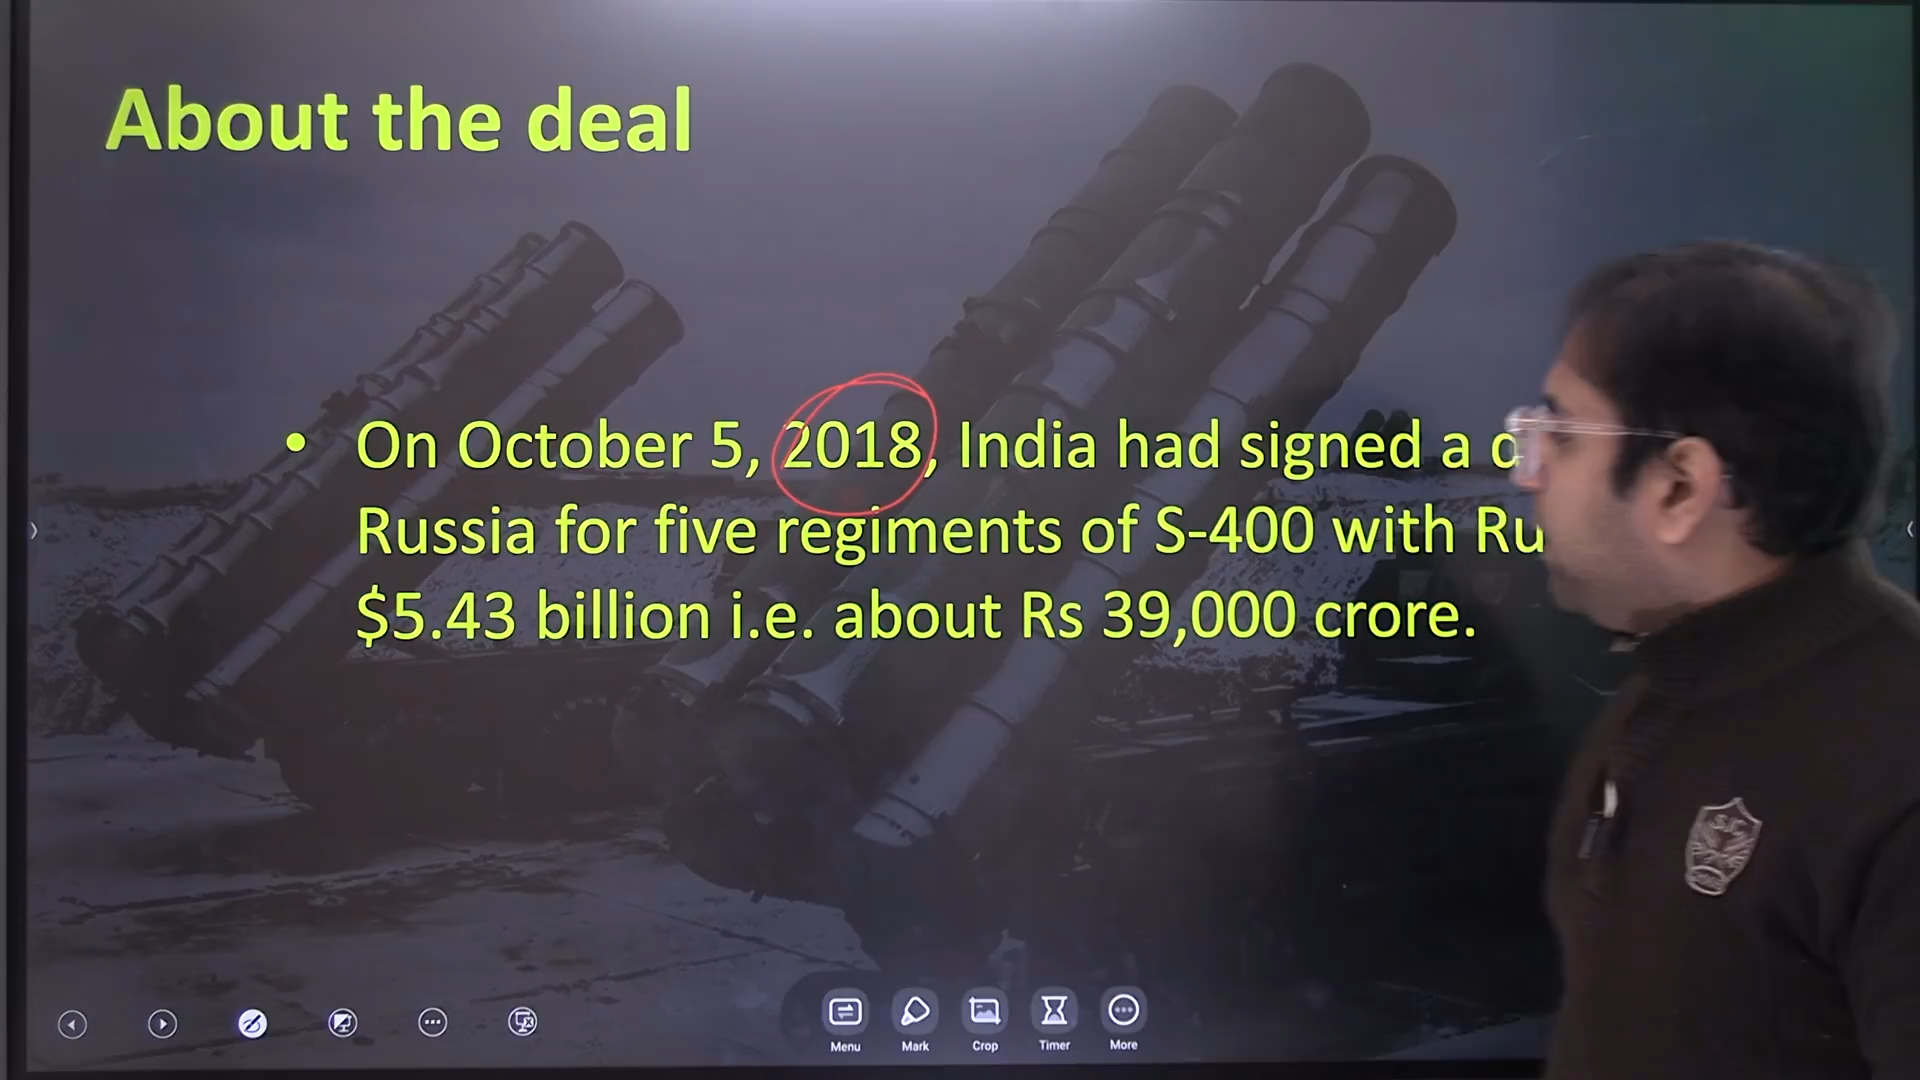 About the deal
• On October 5, 2018, India had signed a
Russia for five regiments of S-400 with
$5.43 billion i.e. about Rs 39,000 crore.
Menu
Mark
Crop
Timer
More